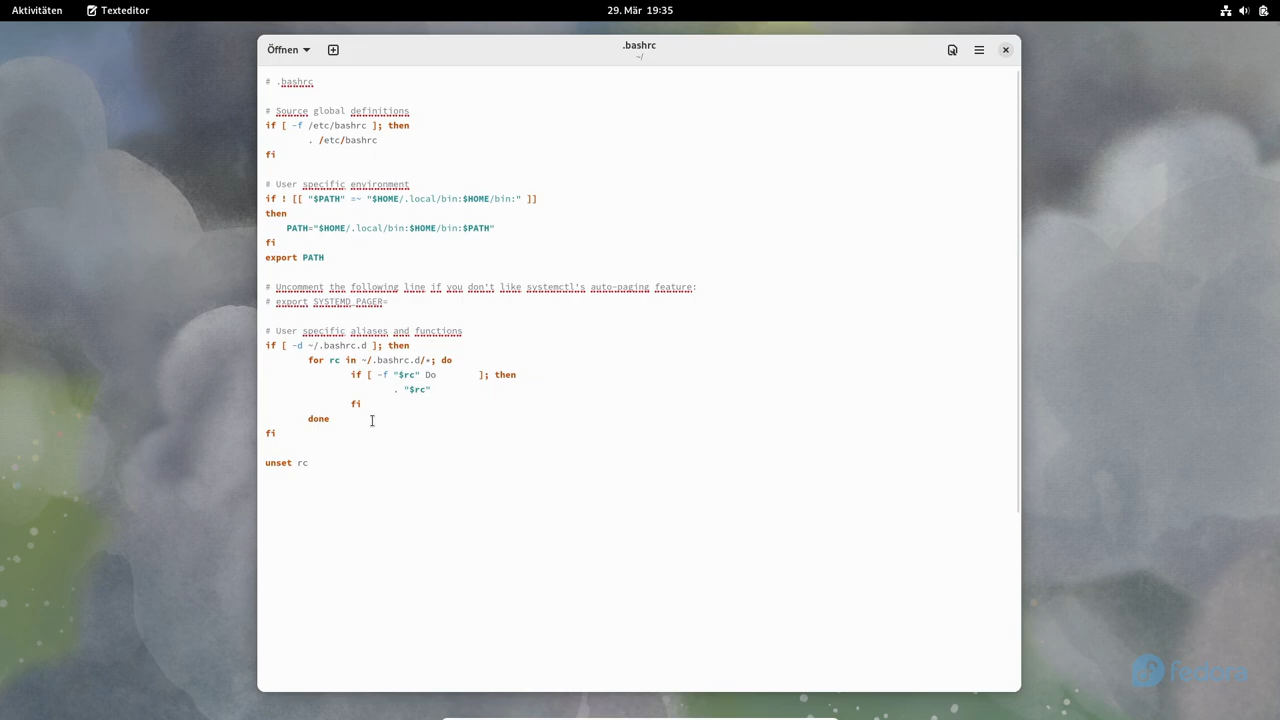 Aktivitäten
Texteditor
29. Mär 19:35
Öffnen
.bashrc
~/
# .bashrc
# Source global definitions
if [ -f /etc/bashrc ]; then
. /etc/bashrc
fi
# User specific environment
if ! [[ "$PATH" =~ "$HOME/.local/bin:$HOME/bin:" ]]
then
PATH="$HOME/.local/bin:$HOME/bin:$PATH"
fi
export PATH
# Uncomment the following line if you don't like systemctl's auto-paging feature:
# export SYSTEMD_PAGER=
# User specific aliases and functions
if [ -d ~/.bashrc.d ]; then
for rc in ~/.bashrc.d/*; do
if [ -f "$rc" Do ]; then
. "$rc"
fi
done
fi
unset rc
fedora